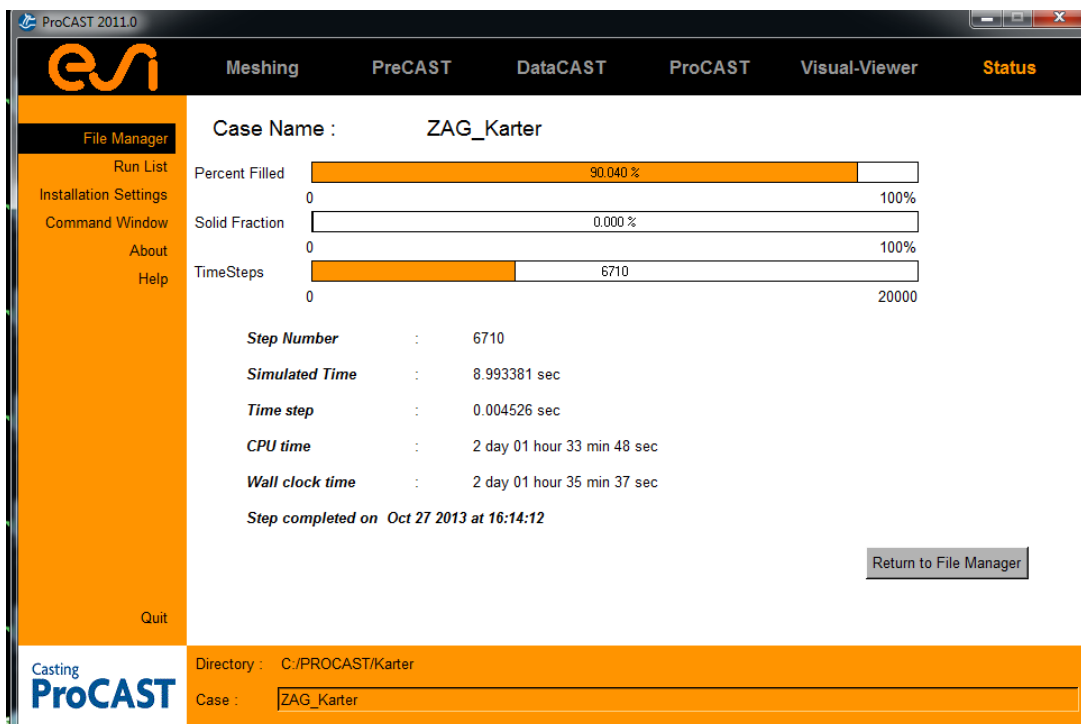 ProCAST 2011.0
esi
Meshing PreCAST DataCAST ProCAST Visual-Viewer Status
File Manager
Run List
Installation Settings
Command Window
About
Help
Quit
Case Name : ZAG_Karter
Percent Filled 90.040 %
0 100%
Solid Fraction 0.000 %
0 100%
TimeSteps 6710
0 20000
Step Number : 6710
Simulated Time : 8.993381 sec
Time step : 0.004526 sec
CPU time : 2 day 01 hour 33 min 48 sec
Wall clock time : 2 day 01 hour 35 min 37 sec
Step completed on Oct 27 2013 at 16:14:12
Return to File Manager
Casting
ProCAST
Directory : C:/PROCAST/Karter
Case : ZAG_Karter